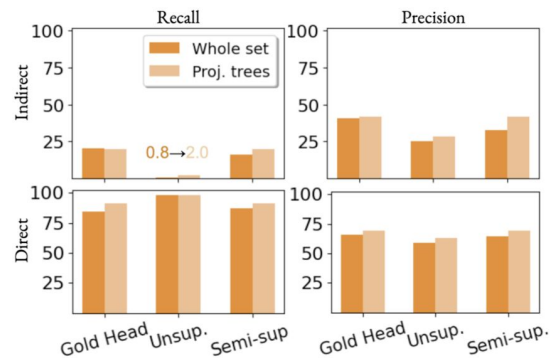 Recall
Precision
Indirect
100
75
50
25
Whole set
Proj. trees
0.8→2.0
100
75
50
25
Direct
100
75
50
25
Gold Head
Unsup.
Semi-sup
100
75
50
25
Gold Head
Unsup.
Semi-sup.